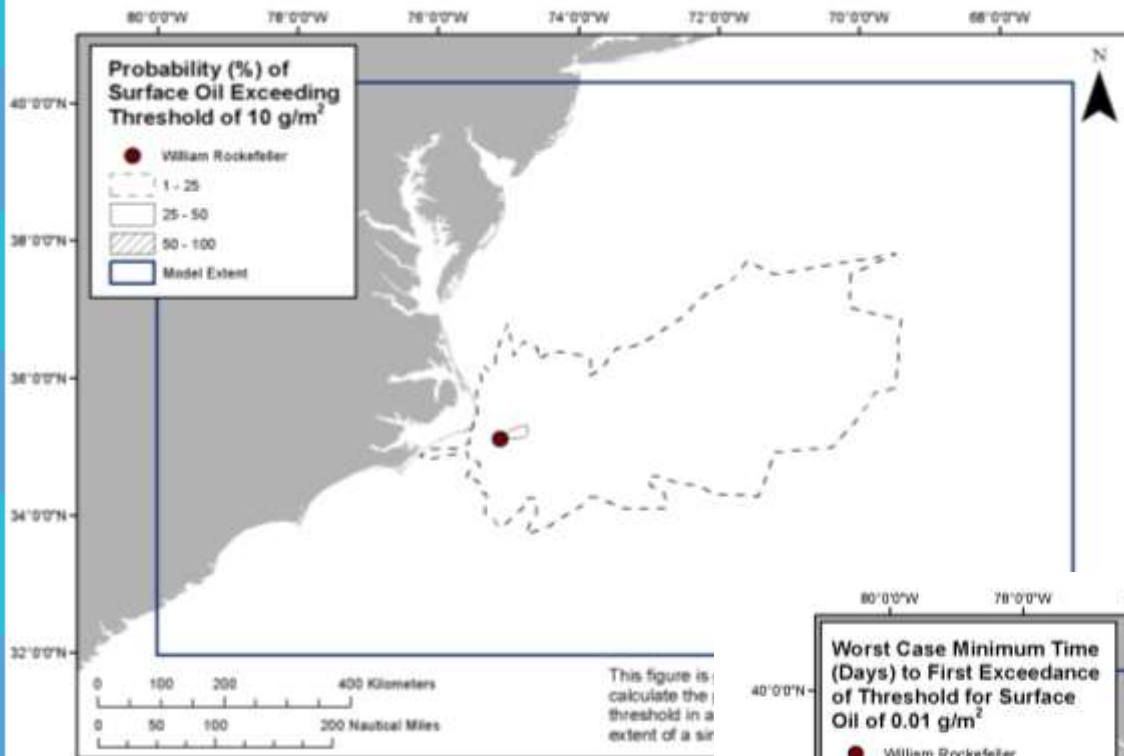 80°0'0"W 78°0'0"W 76°0'0"W 74°0'0"W 72°0'0"W 70°0'0"W 68°0'0"W
Probability (%) of
Surface Oil Exceeding
Threshold of 10 g/m²
William Rockefeller
1 - 25
25 - 50
50 - 100
Model Extent
N
40°0'0"N
38°0'0"N
36°0'0"N
34°0'0"N
32°0'0"N
0 100 200 400 Kilometers
0 50 100 200 Nautical Miles
This figure is
calculate the
threshold in a
extent of a
80°0'0"W 78°0'0"W
Worst Case Minimum Time
(Days) to First Exceedance
of Threshold for Surface
Oil of 0.01 g/m²
William Rockefeller
40°0'0"N